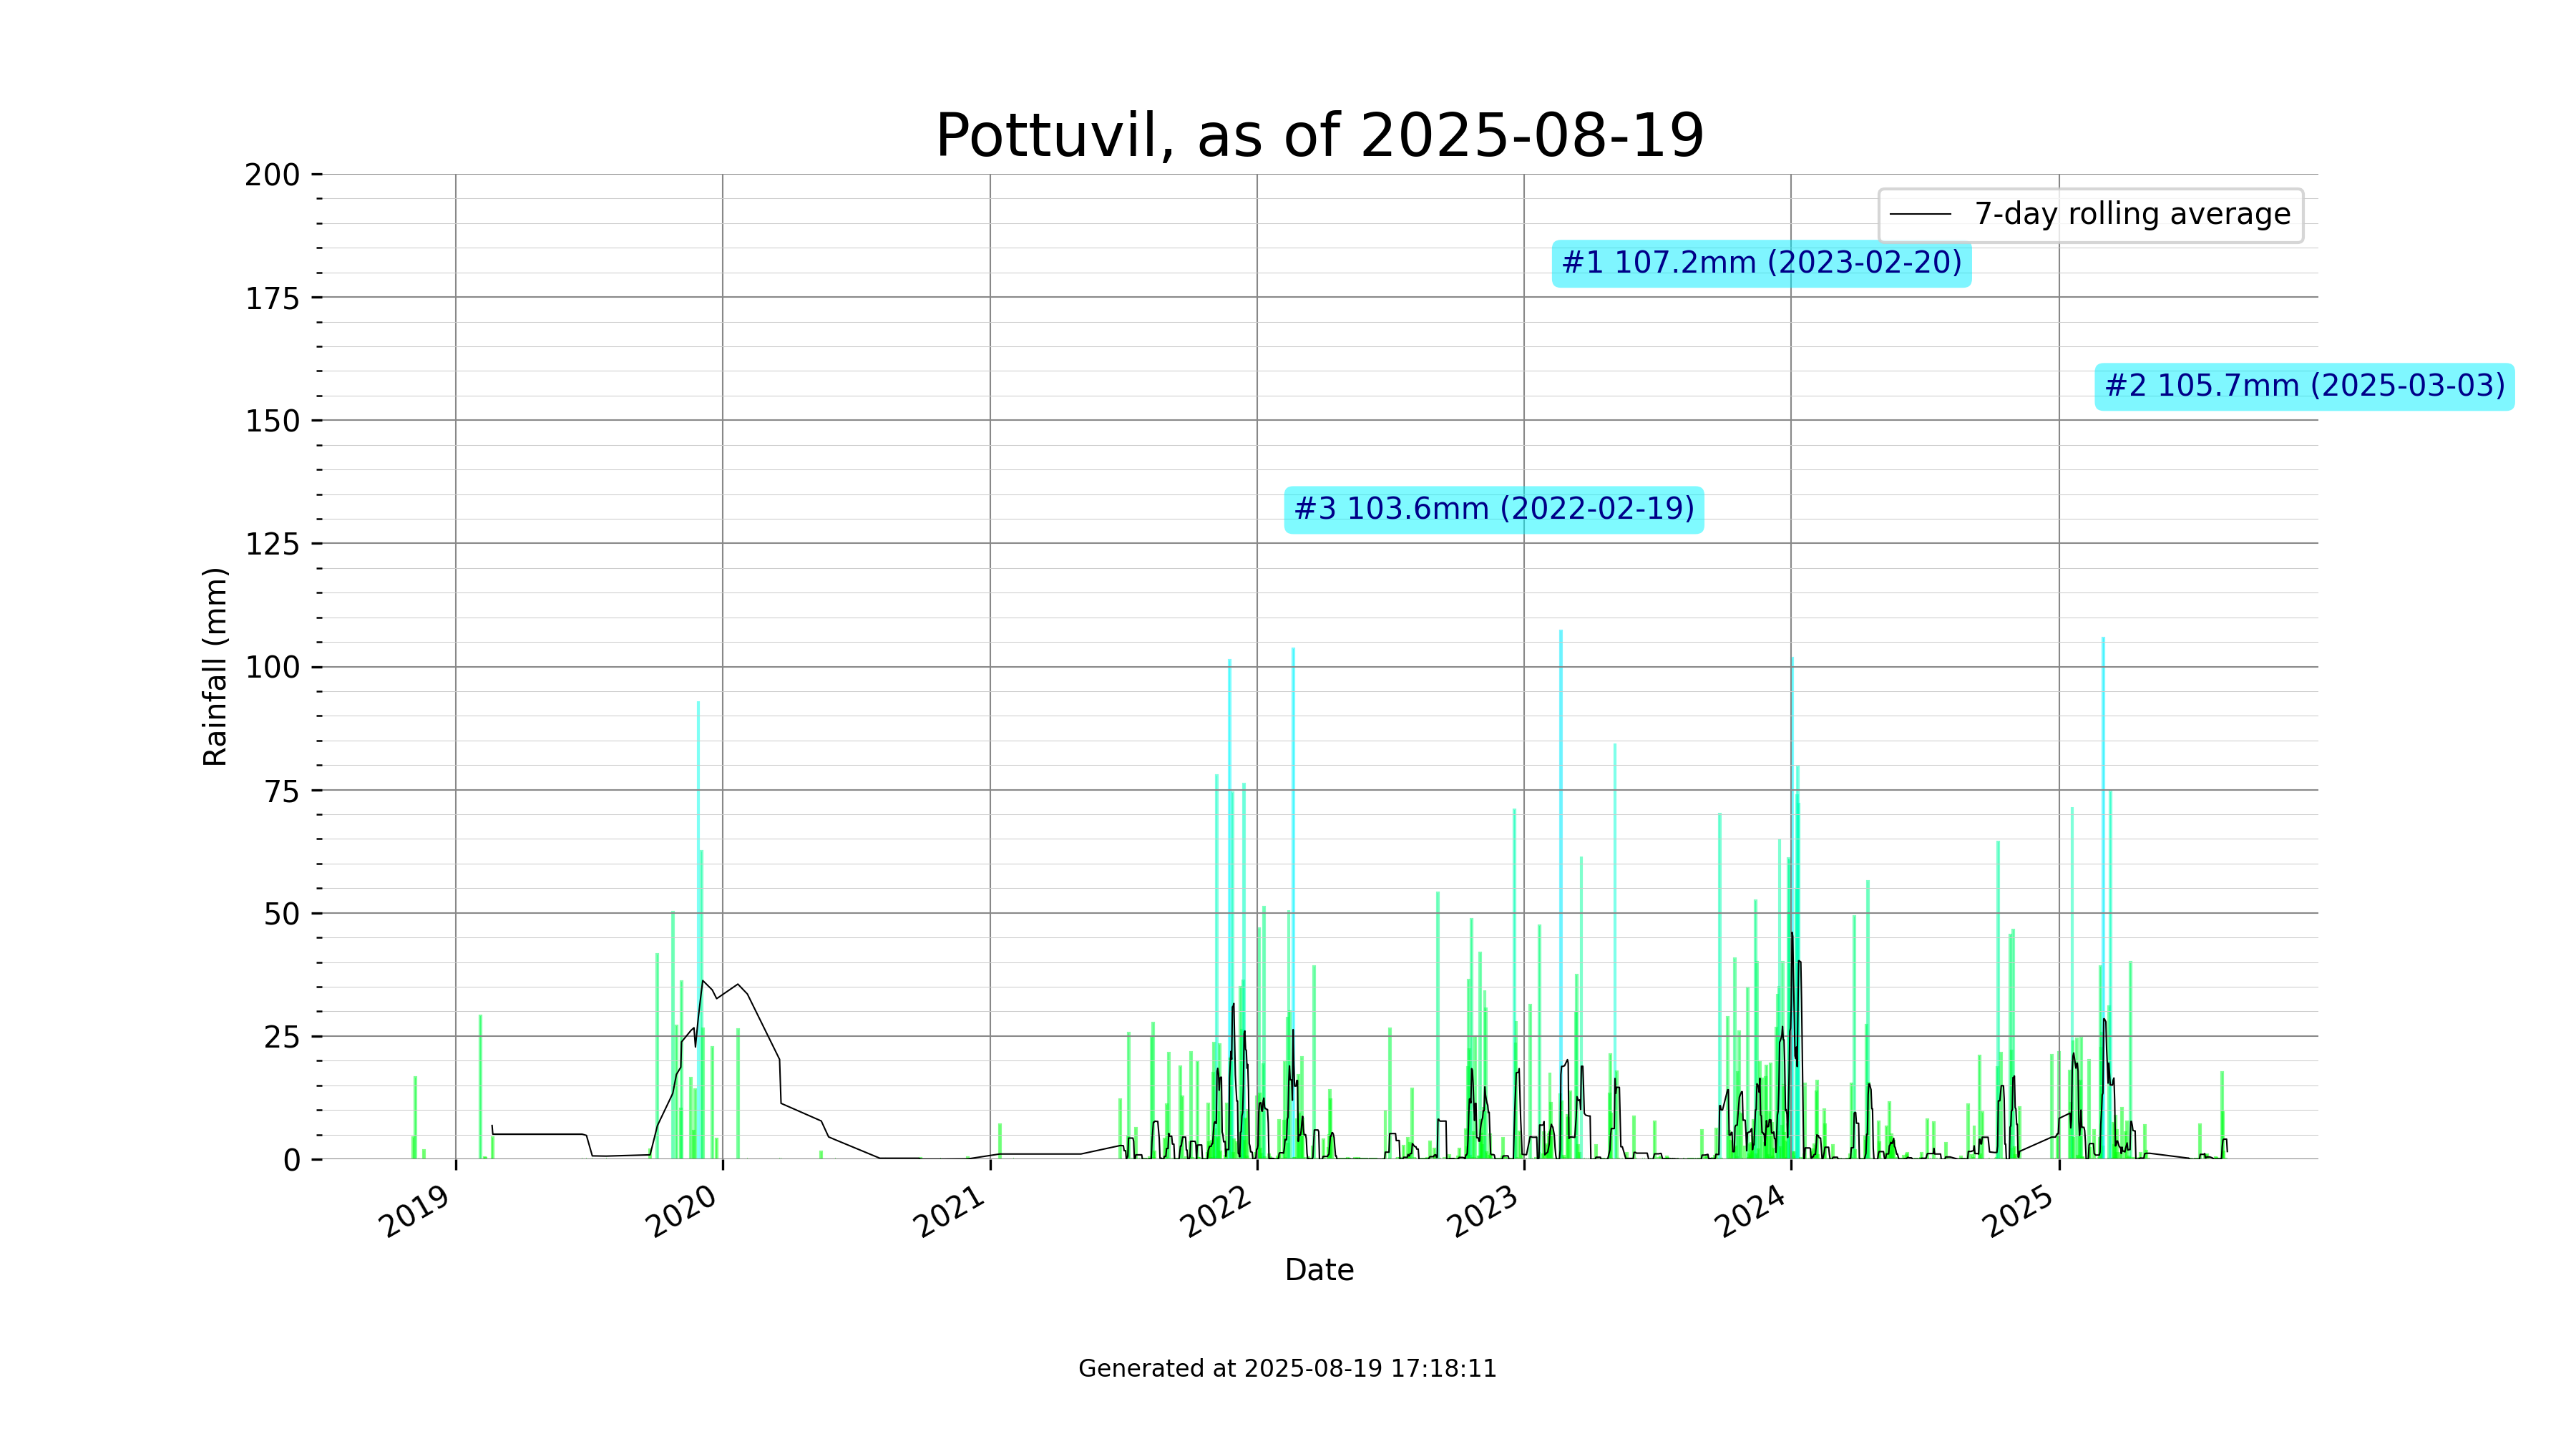 Pottuvil, as of 2025-08-19
7-day rolling average
#1 107.2mm (2023-02-20)
#2 105.7mm (2025-03-03)
#3 103.6mm (2022-02-19)
Rainfall (mm)
200
175
150
125
100
75
50
25
0
2019
2020
2021
2022
2023
2024
2025
Date
Generated at 2025-08-19 17:18:11